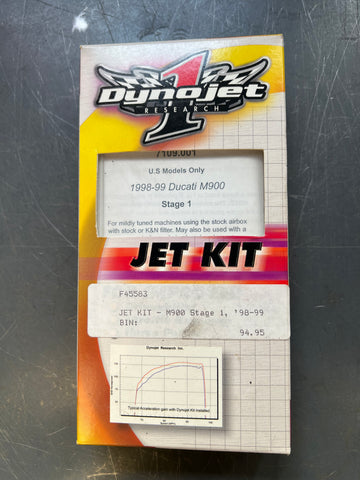 1
Dynojet
RESEARCH
7109.001
U.S Models Only
1998-99 Ducati M900
Stage 1
For mildly tuned machines using the stock airbox
with stock or K&N filter. May also be used with a
JET KIT
F45583
JET KIT - M900 Stage 1, '98-99
BIN:
94.95
Dynojet Research Inc.
Typical Acceleration gain with Dynojet Kit installed